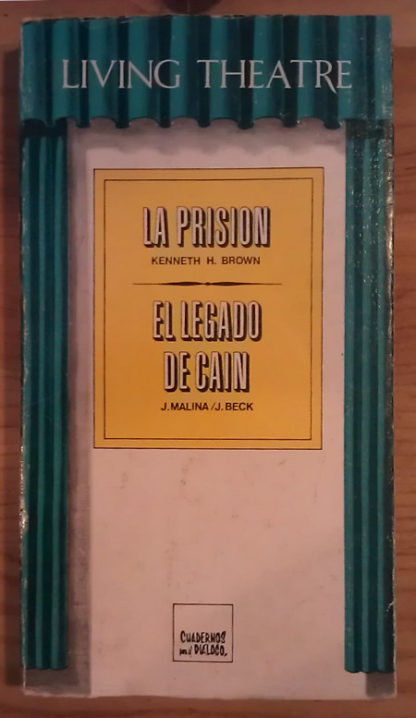 LIVING THEATRE
LA PRISION
KENNETH H. BROWN
EL LEGADO
DE CAIN
J. MALINA / J. BECK
CUADERNOS
para el DIALOGO